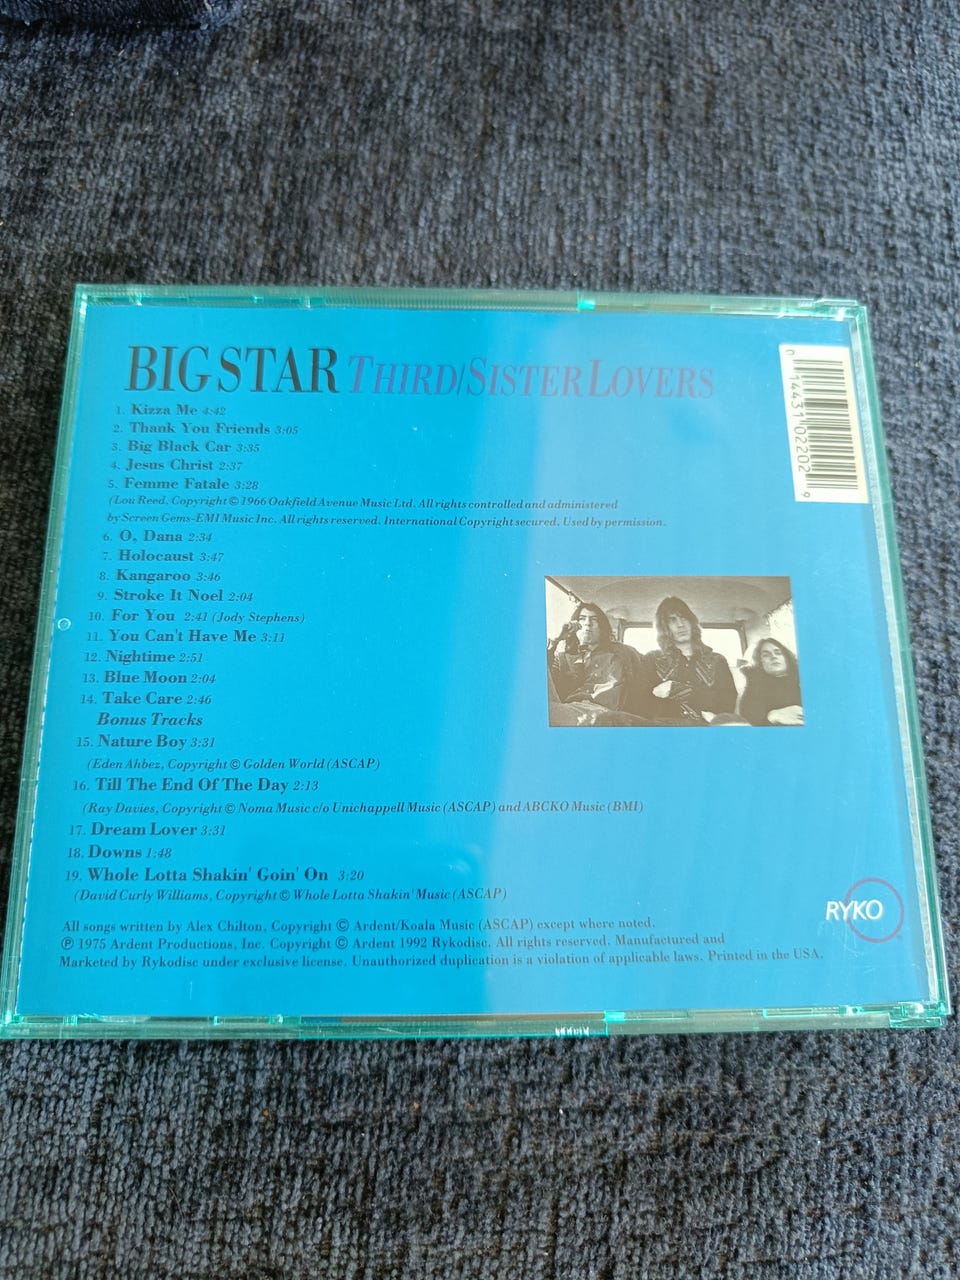 BIG STAR THIRD/SISTER LOVERS
1. Kizza Me 4:42
2. Thank You Friends 3:05
3. Big Black Car 3:35
4. Jesus Christ 2:37
5. Femme Fatale 3:28
(Lou Reed, Copyright © 1966 Oakfield Avenue Music Ltd. All rights controlled and administered
by Screen Gems-EMI Music Inc. All rights reserved. International Copyright secured. Used by permission.
6. O, Dana 2:34
7. Holocaust 3:47
8. Kangaroo 3:46
9. Stroke It Noel 2:04
10. For You 2:41 (Jody Stephens)
11. You Can't Have Me 3:11
12. Nightime 2:51
13. Blue Moon 2:04
14. Take Care 2:46
Bonus Tracks
15. Nature Boy 3:31
(Eden Ahbez, Copyright © Golden World (ASCAP)
16. Till The End Of The Day 2:13
(Ray Davies, Copyright © Noma Music c/o Unichappell Music (ASCAP) and ABCKO Music (BMI)
17. Dream Lover 3:31
18. Downs 1:48
19. Whole Lotta Shakin' Goin' On 3:20
(David Curly Williams, Copyright © Whole Lotta Shakin' Music (ASCAP)
All songs written by Alex Chilton, Copyright © Ardent/Koala Music (ASCAP) except where noted.
℗ 1975 Ardent Productions, Inc. Copyright © Ardent 1992 Rykodisc. All rights reserved. Manufactured and
Marketed by Rykodisc under exclusive license. Unauthorized duplication is a violation of applicable laws. Printed in the USA.
0 14431 02202 9
RYKO